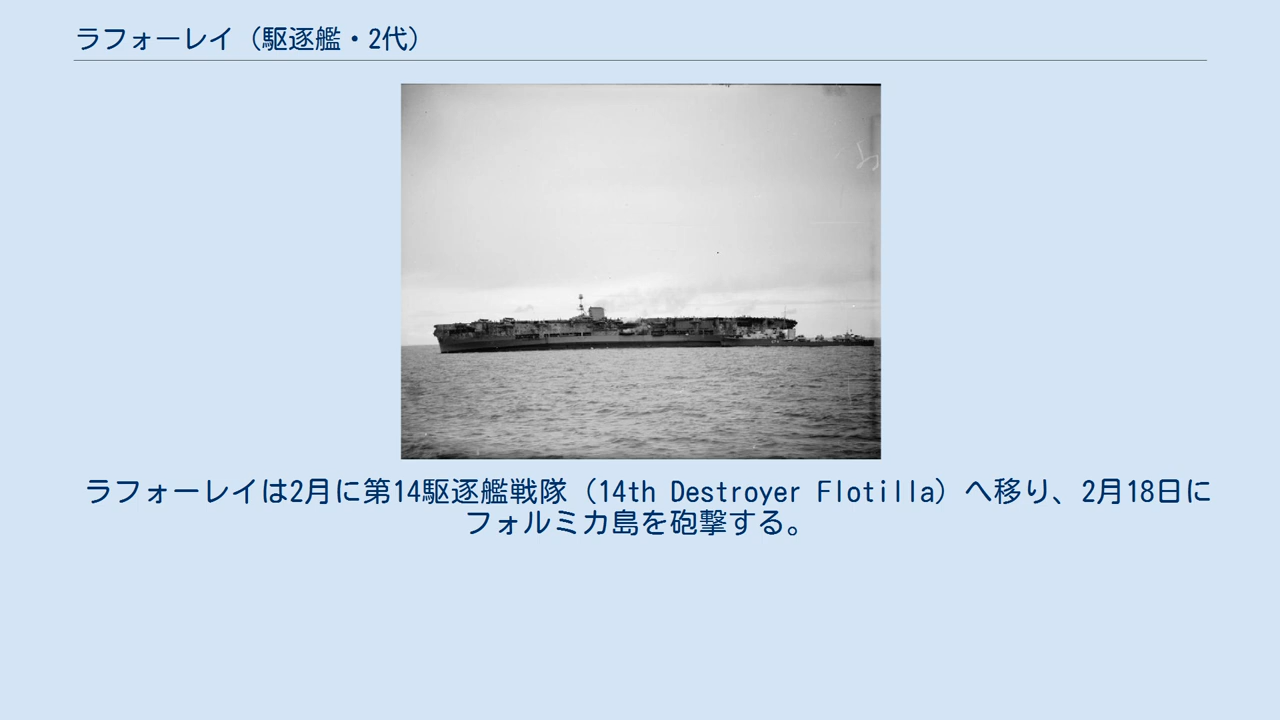 ラフォーレイ（駆逐艦・2代）
ラフォーレイは2月に第14駆逐艦戦隊（14th Destroyer Flotilla）へ移り、2月18日に
フォルミカ島を砲撃する。